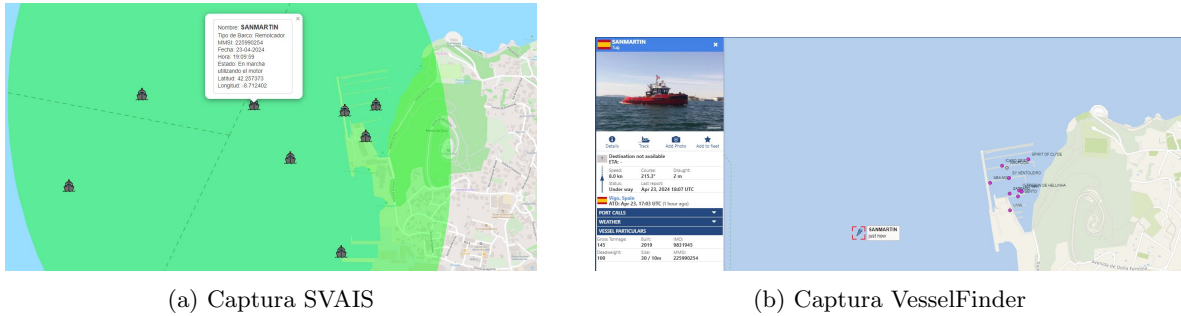 Nombre: SANMARTIN
Tipo de Barco: Remolcador
MMSI: 225990254
Fecha: 23-04-2024
Hora: 19:09:59
Estado: En marcha
utilizando el motor
Latitud: 42.257373
Longitud: -8.712402
(a) Captura SVAIS
SANMARTIN
Tug
Details Track Add Photo Add to fleet
Destination not available
ETA: -
Speed: Course: Draught:
8.0 kn 215.3° 2 m
Status: Last report:
Under way Apr 23, 2024 18:07 UTC
Vigo, Spain
ATD: Apr 23, 17:03 UTC (1 hour ago)
PORT CALLS
WEATHER
VESSEL PARTICULARS
Gross Tonnage: Built: IMO:
145 2019 9831945
Deadweight: Size: MMSI:
100 30 / 10m 225990254
SPIRIT OF CLYDE
SY VENTOLEIRO
SANMARTIN
just now
(b) Captura VesselFinder